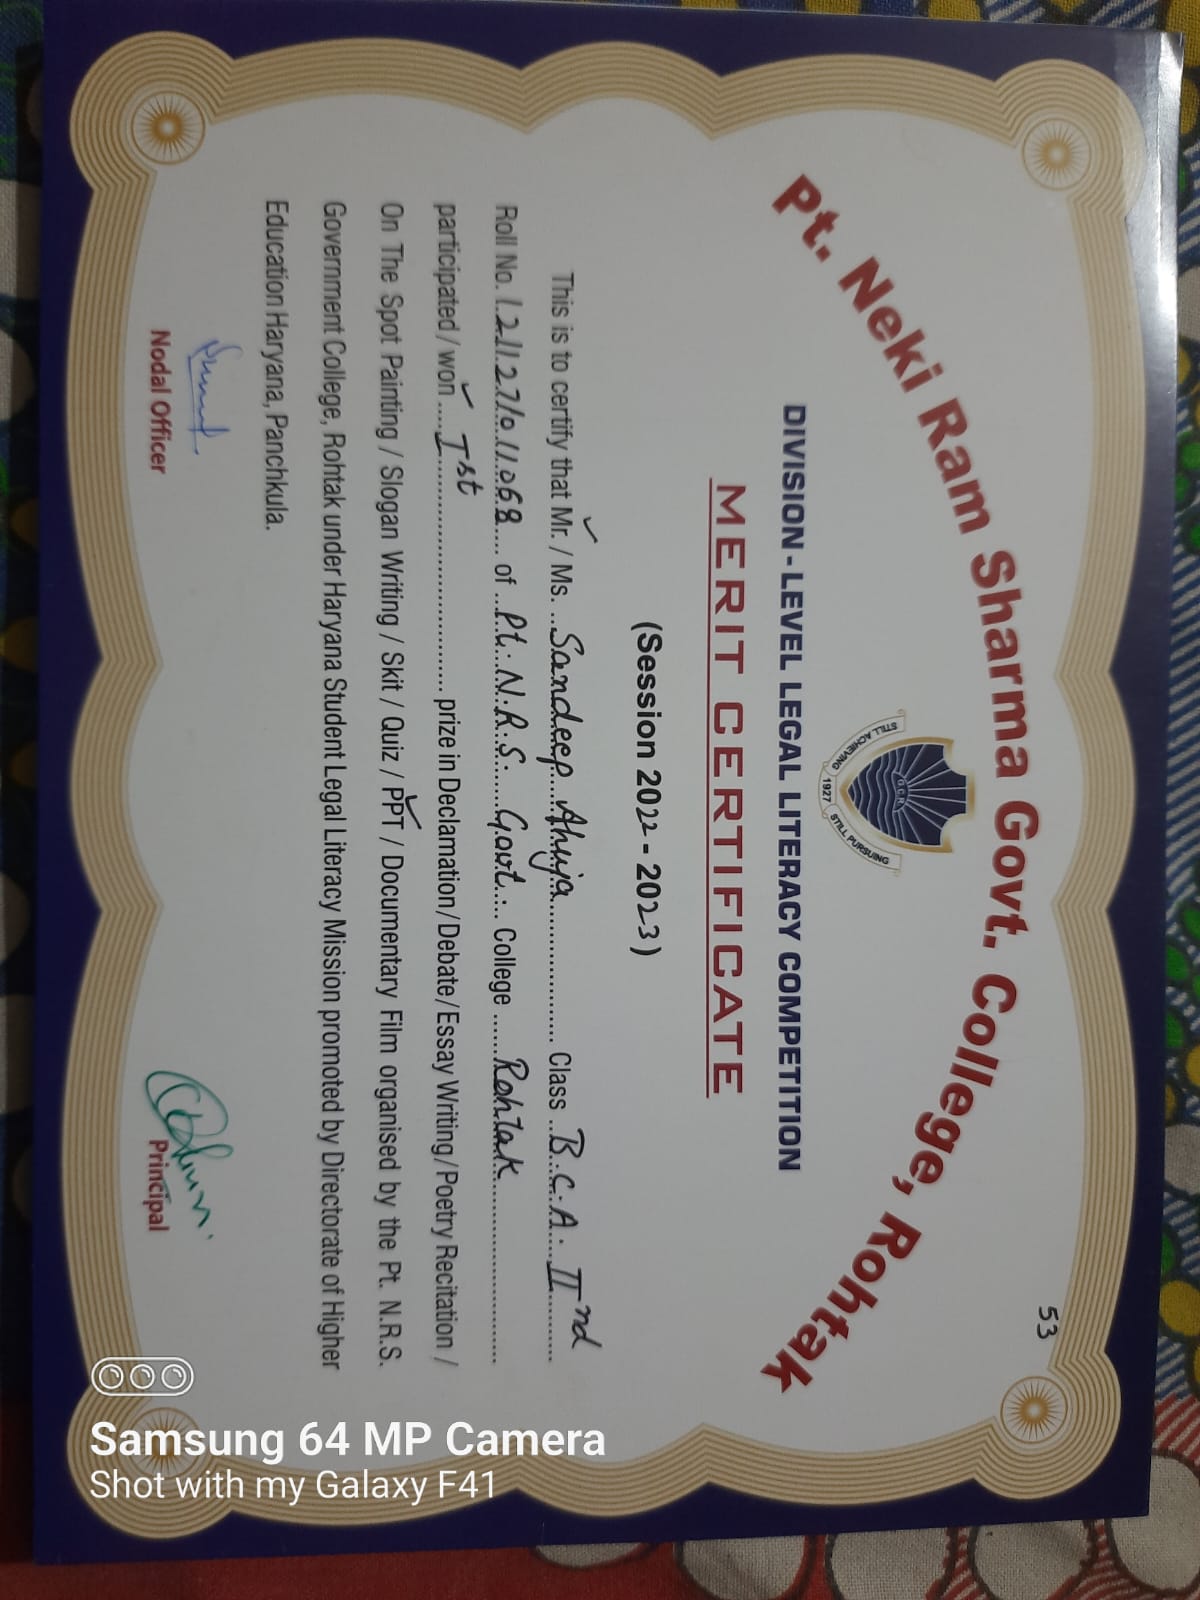 53
Pt. Neki Ram Sharma Govt. College, Rohtak
G.C.R.
STILL ACHIEVING 1927 STILL PURSUING
DIVISION-LEVEL LEGAL LITERACY COMPETITION
MERIT CERTIFICATE
(Session 2022 - 2023)
This is to certify that Mr. / Ms. Sandeep Ahuja Class B.C.A. IInd
Roll No. 1211271011068 of Pt. N.R.S. Govt. College Rohtak
participated / won Ist prize in Declamation / Debate / Essay Writing / Poetry Recitation /
On The Spot Painting / Slogan Writing / Skit / Quiz / PPT / Documentary Film organised by the Pt. N.R.S.
Government College, Rohtak under Haryana Student Legal Literacy Mission promoted by Directorate of Higher
Education Haryana, Panchkula.
Nodal Officer Principal
Samsung 64 MP Camera
Shot with my Galaxy F41